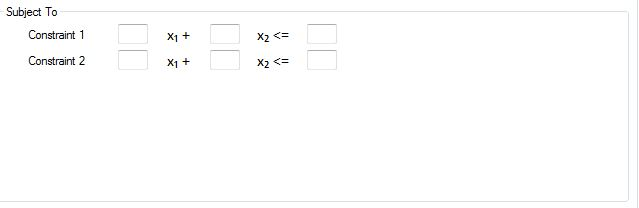 Subject To
Constraint 1 x₁ + x₂ <=
Constraint 2 x₁ + x₂ <=